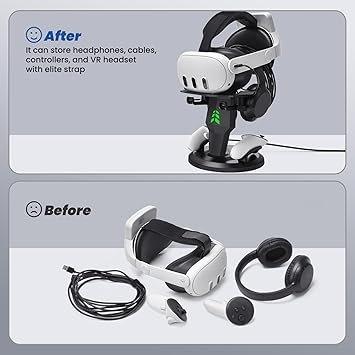 After
It can store headphones, cables,
controllers, and VR headset
with elite strap
Before